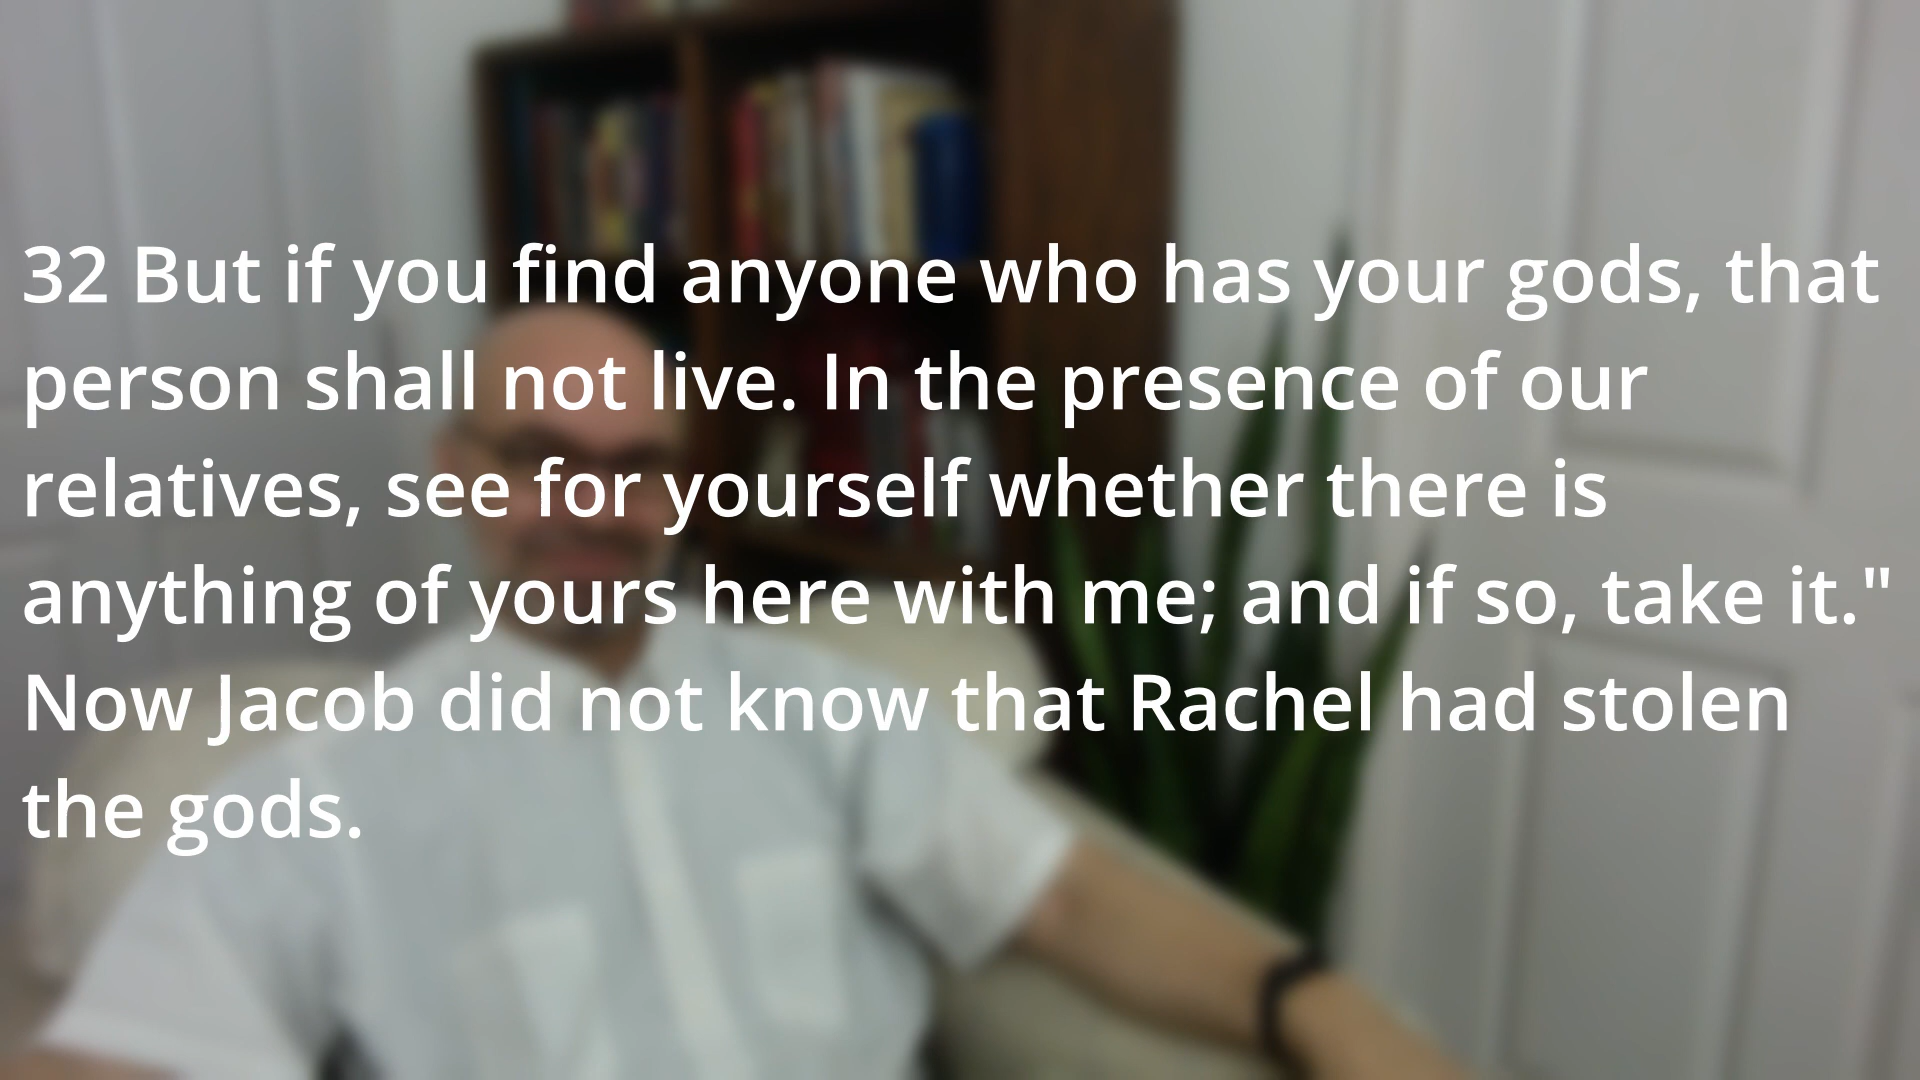 32 But if you find anyone who has your gods, that
person shall not live. In the presence of our
relatives, see for yourself whether there is
anything of yours here with me; and if so, take it."
Now Jacob did not know that Rachel had stolen
the gods.